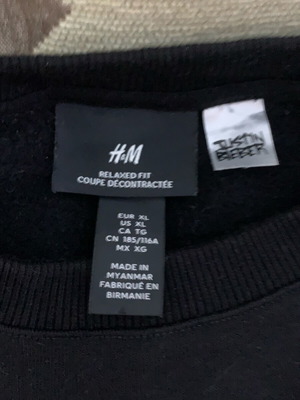 H&M
RELAXED FIT
COUPE DÉCONTRACTÉE
JUSTIN
BIEBER
EUR XL
US XL
CA TG
CN 185/116A
MX XG
MADE IN
MYANMAR
FABRIQUÉ EN
BIRMANIE